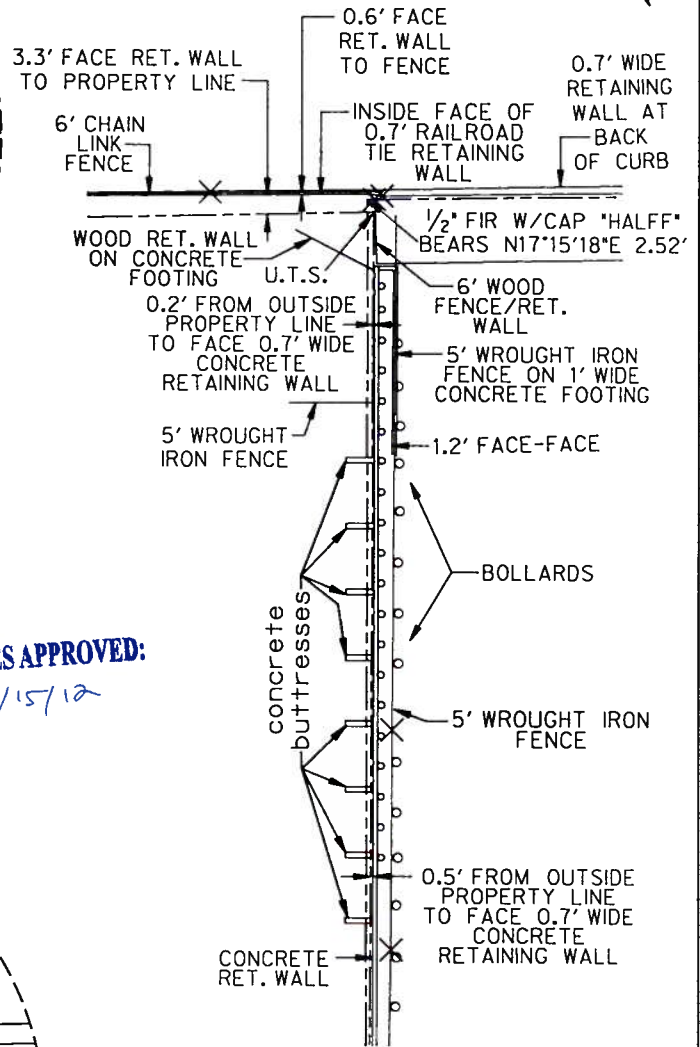 0.6' FACE
RET. WALL
TO FENCE
3.3' FACE RET. WALL
TO PROPERTY LINE
0.7' WIDE
RETAINING
WALL AT
BACK
OF CURB
6' CHAIN
LINK
FENCE
INSIDE FACE OF
0.7' RAILROAD
TIE RETAINING
WALL
1/2" FIR W/CAP "HALFF"
BEARS N17°15'18"E 2.52'
WOOD RET. WALL
ON CONCRETE
FOOTING
U.T.S.
6' WOOD
FENCE/RET.
WALL
0.2' FROM OUTSIDE
PROPERTY LINE
TO FACE 0.7' WIDE
CONCRETE
RETAINING WALL
5' WROUGHT IRON
FENCE ON 1' WIDE
CONCRETE FOOTING
5' WROUGHT
IRON FENCE
1.2' FACE-FACE
BOLLARDS
concrete
buttresses
S APPROVED:
/15/12
5' WROUGHT IRON
FENCE
0.5' FROM OUTSIDE
PROPERTY LINE
TO FACE 0.7' WIDE
CONCRETE
RETAINING WALL
CONCRETE
RET. WALL